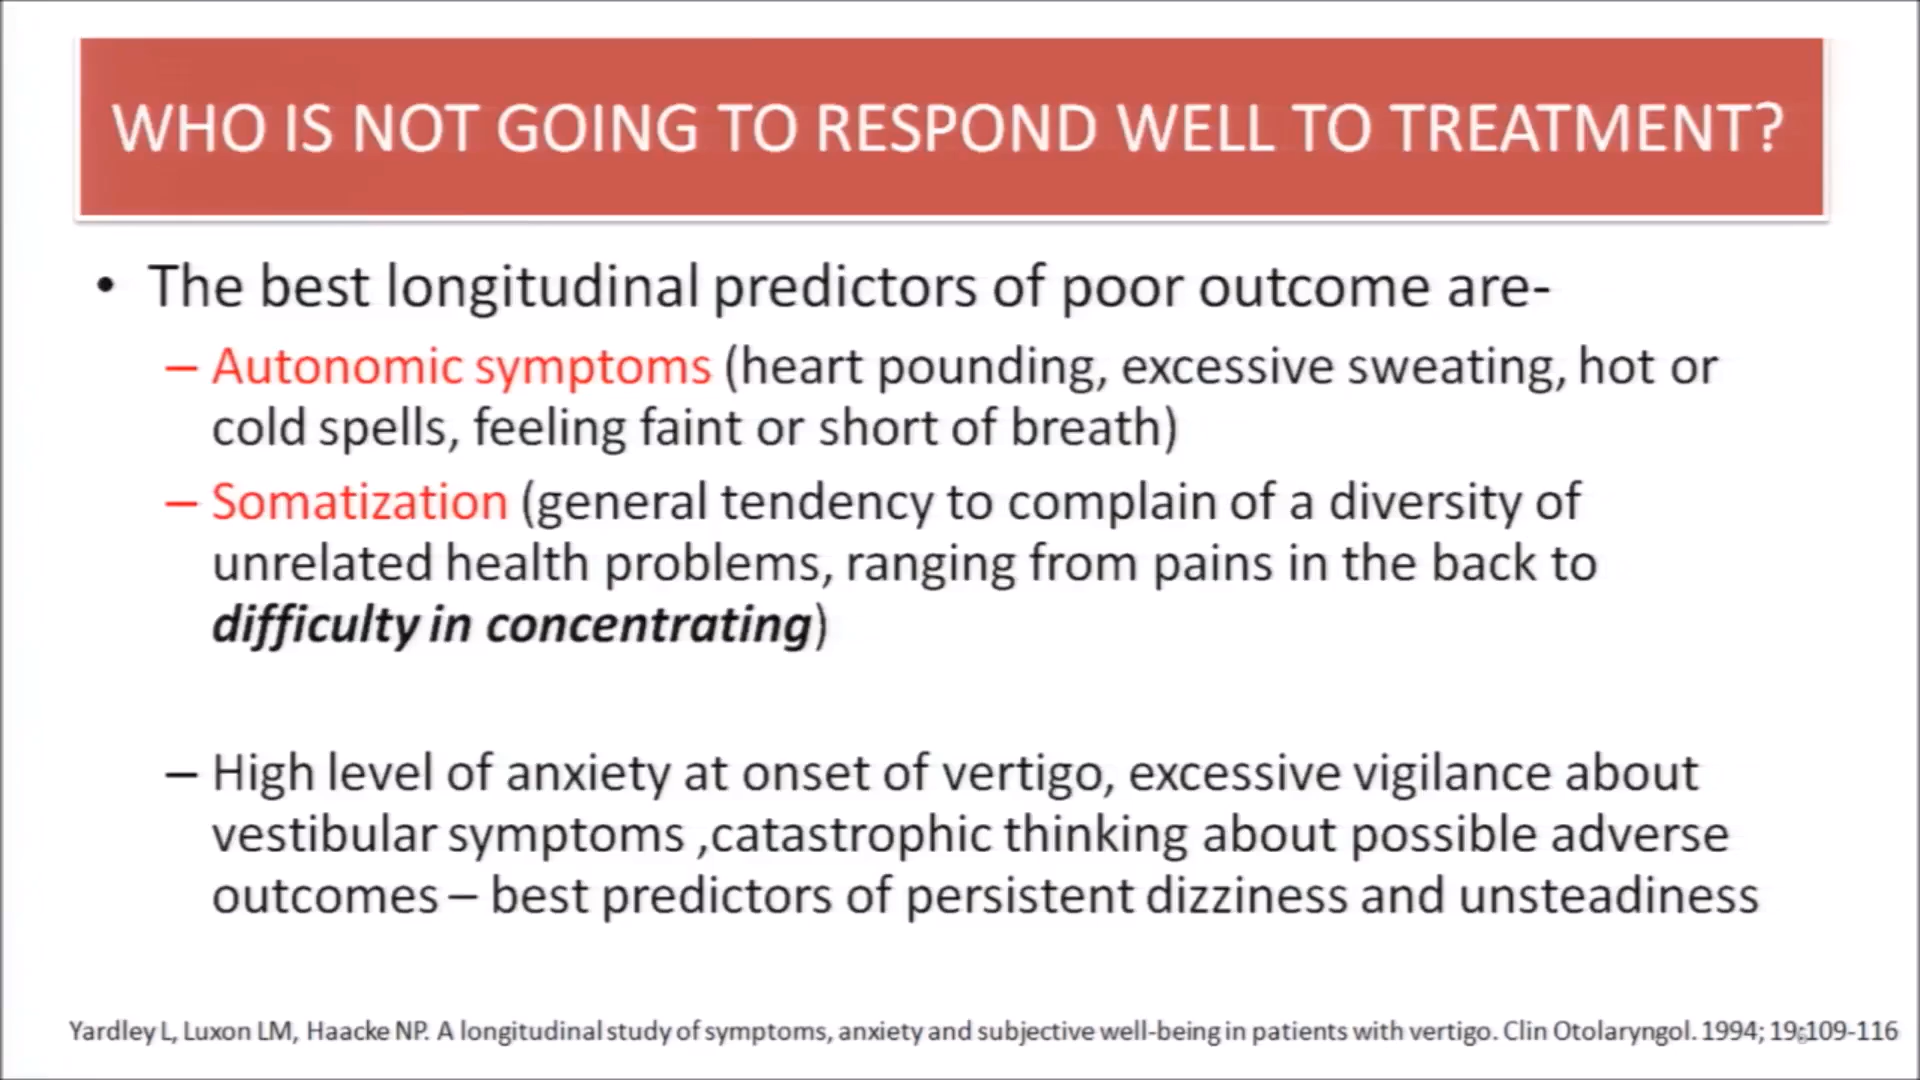 WHO IS NOT GOING TO RESPOND WELL TO TREATMENT?
• The best longitudinal predictors of poor outcome are-
– Autonomic symptoms (heart pounding, excessive sweating, hot or
cold spells, feeling faint or short of breath)
– Somatization (general tendency to complain of a diversity of
unrelated health problems, ranging from pains in the back to
difficulty in concentrating)
– High level of anxiety at onset of vertigo, excessive vigilance about
vestibular symptoms ,catastrophic thinking about possible adverse
outcomes – best predictors of persistent dizziness and unsteadiness
Yardley L, Luxon LM, Haacke NP. A longitudinal study of symptoms, anxiety and subjective well-being in patients with vertigo. Clin Otolaryngol. 1994; 19:109-116